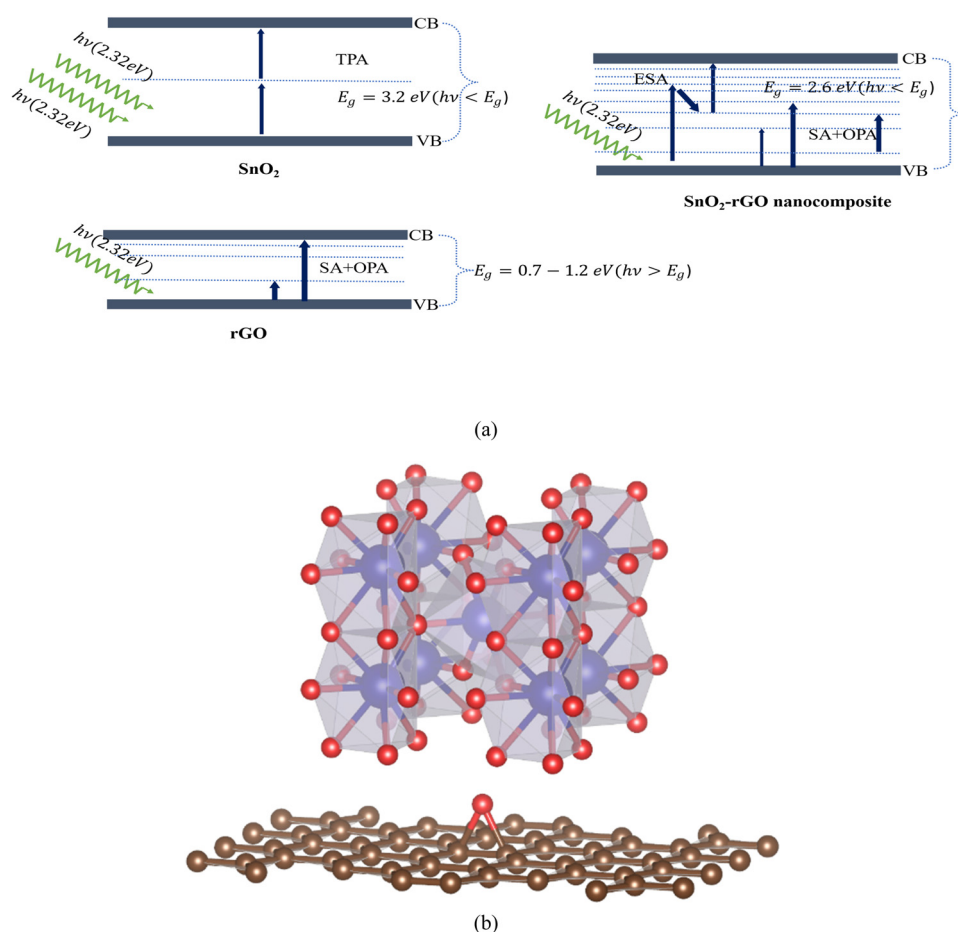 CB
hν(2.32eV)
TPA
E_g = 3.2 eV(hν < E_g)
hν(2.32eV)
VB
SnO₂
CB
ESA
E_g = 2.6 eV(hν < E_g)
hν(2.32eV)
SA+OPA
VB
SnO₂-rGO nanocomposite
CB
hν(2.32eV)
SA+OPA
E_g = 0.7 − 1.2 eV(hν > E_g)
VB
rGO
(a)
(b)